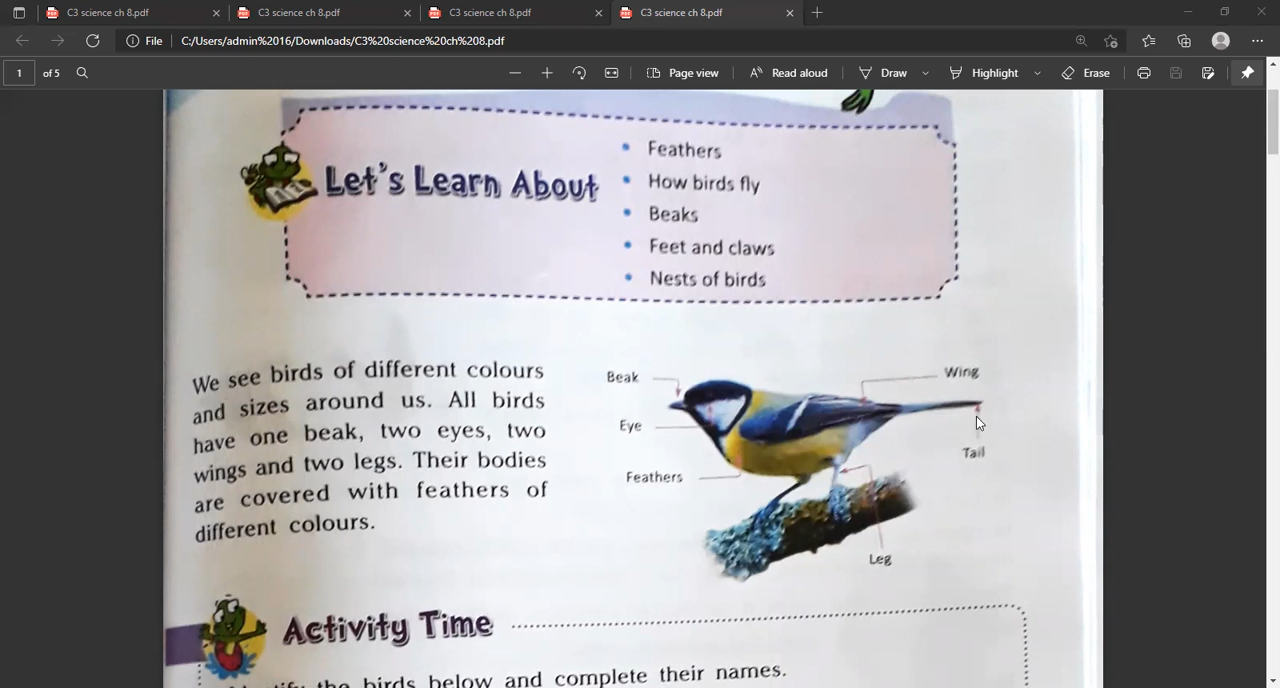 C3 science ch 8.pdf
C3 science ch 8.pdf
C3 science ch 8.pdf
C3 science ch 8.pdf
File
C:/Users/admin%2016/Downloads/C3%20science%20ch%208.pdf
1 of 5
Page view
Read aloud
Draw
Highlight
Erase
Let's Learn About
• Feathers
• How birds fly
• Beaks
• Feet and claws
• Nests of birds
We see birds of different colours
and sizes around us. All birds
have one beak, two eyes, two
wings and two legs. Their bodies
are covered with feathers of
different colours.
Beak
Wing
Eye
Tail
Feathers
Leg
Activity Time
the birds below and complete their names.